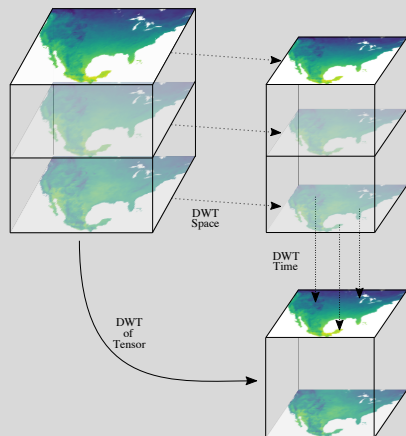 DWT
Space
DWT
Time
DWT
of
Tensor